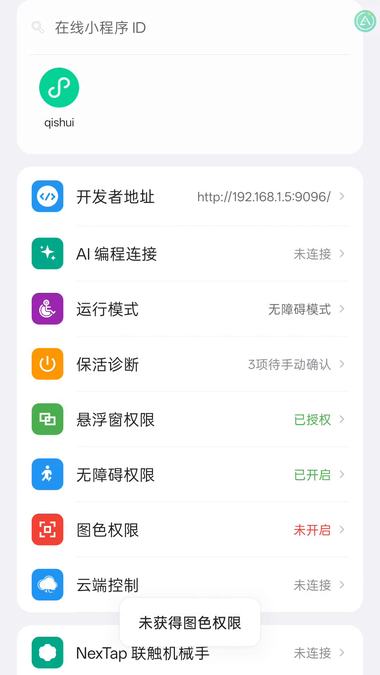 在线小程序 ID
qishui
开发者地址 http://192.168.1.5:9096/
AI 编程连接 未连接
运行模式 无障碍模式
保活诊断 3项待手动确认
悬浮窗权限 已授权
无障碍权限 已开启
图色权限 未开启
云端控制 未连接
未获得图色权限
NexTap 联触机械手 未连接